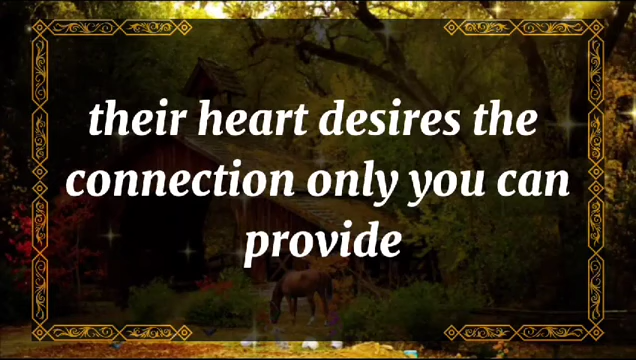 their heart desires the
connection only you can
provide